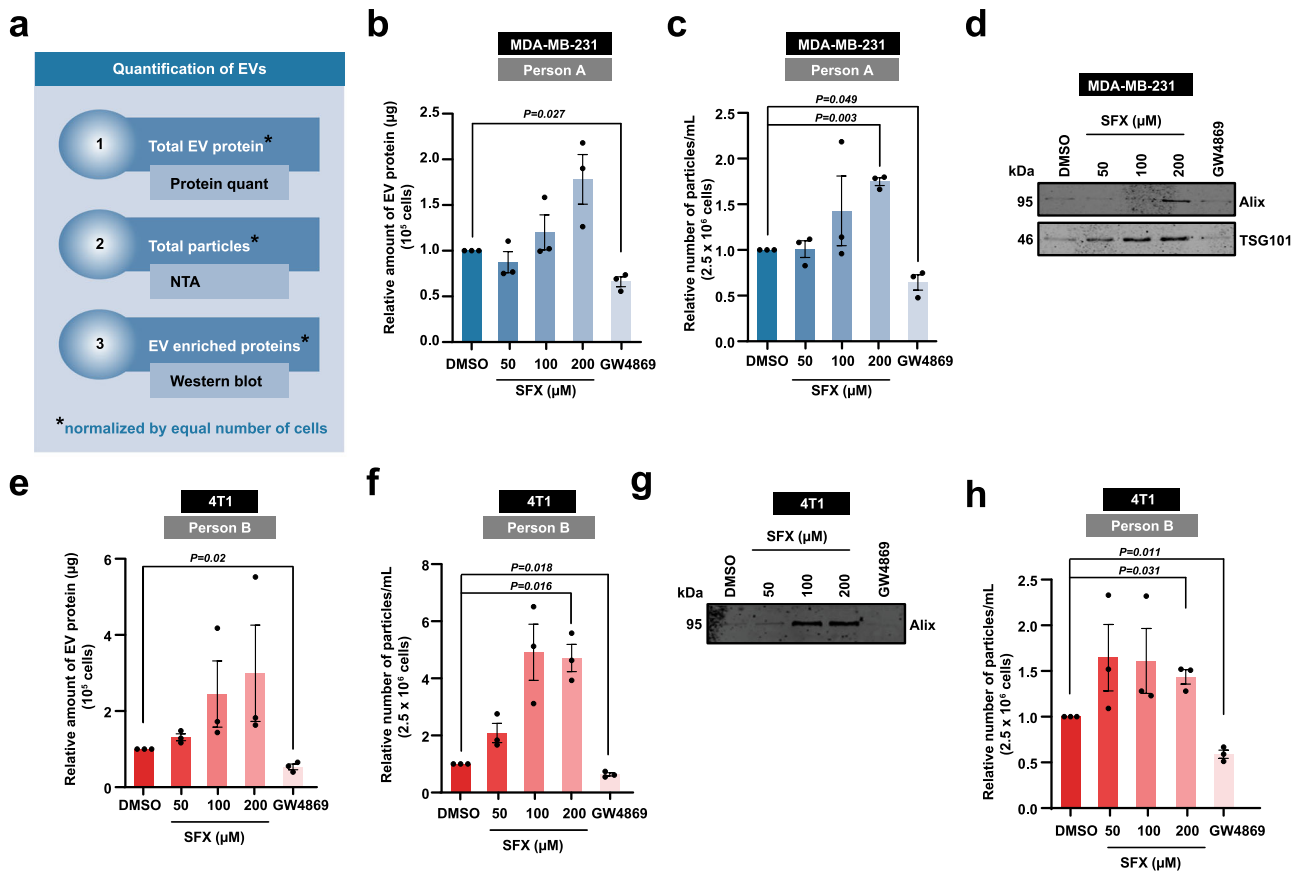 a
Quantification of EVs
1
Total EV protein*
Protein quant
2
Total particles*
NTA
3
EV enriched proteins*
Western blot
*normalized by equal number of cells
b
MDA-MB-231
Person A
Relative amount of EV protein (µg)
(10⁵ cells)
2.5
2.0
1.5
1.0
0.5
0.0
P=0.027
DMSO 50 100 200 GW4869
SFX (µM)
c
MDA-MB-231
Person A
Relative number of particles/mL
(2.5 x 10⁶ cells)
2.5
2.0
1.5
1.0
0.5
0.0
P=0.049
P=0.003
DMSO 50 100 200 GW4869
SFX (µM)
d
MDA-MB-231
SFX (µM)
DMSO 50 100 200 GW4869
kDa
95 Alix
46 TSG101
e
4T1
Person B
Relative amount of EV protein (µg)
(10⁵ cells)
6
4
2
0
P=0.02
DMSO 50 100 200 GW4869
SFX (µM)
f
4T1
Person B
Relative number of particles/mL
(2.5 x 10⁶ cells)
8
6
4
2
0
P=0.018
P=0.016
DMSO 50 100 200 GW4869
SFX (µM)
g
4T1
SFX (µM)
DMSO 50 100 200 GW4869
kDa
95 Alix
h
4T1
Person B
Relative number of particles/mL
(2.5 x 10⁶ cells)
2.5
2.0
1.5
1.0
0.5
0.0
P=0.011
P=0.031
DMSO 50 100 200 GW4869
SFX (µM)